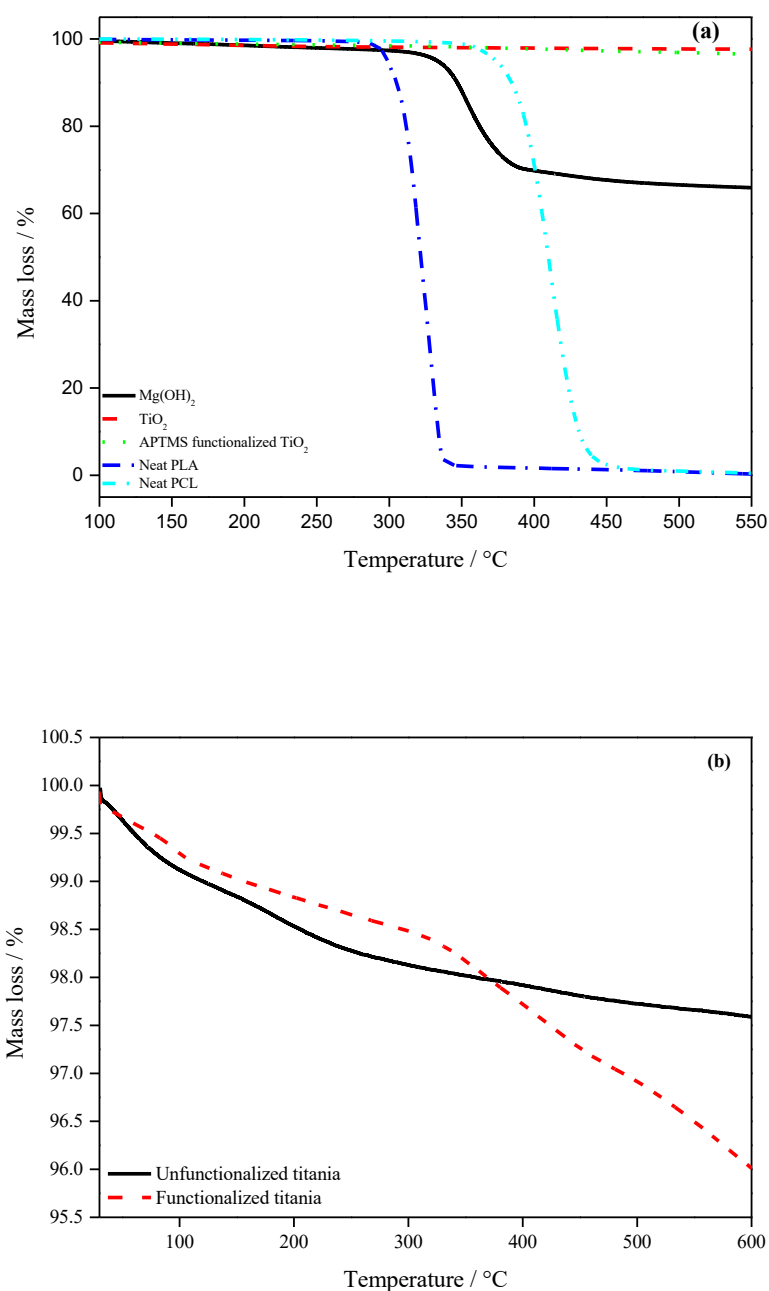 (a)
100
80
60
40
20
0
Mass loss / %
Mg(OH)₂
TiO₂
APTMS functionalized TiO₂
Neat PLA
Neat PCL
100 150 200 250 300 350 400 450 500 550
Temperature / °C
(b)
100.5
100.0
99.5
99.0
98.5
98.0
97.5
97.0
96.5
96.0
95.5
Mass loss / %
Unfunctionalized titania
Functionalized titania
100 200 300 400 500 600
Temperature / °C